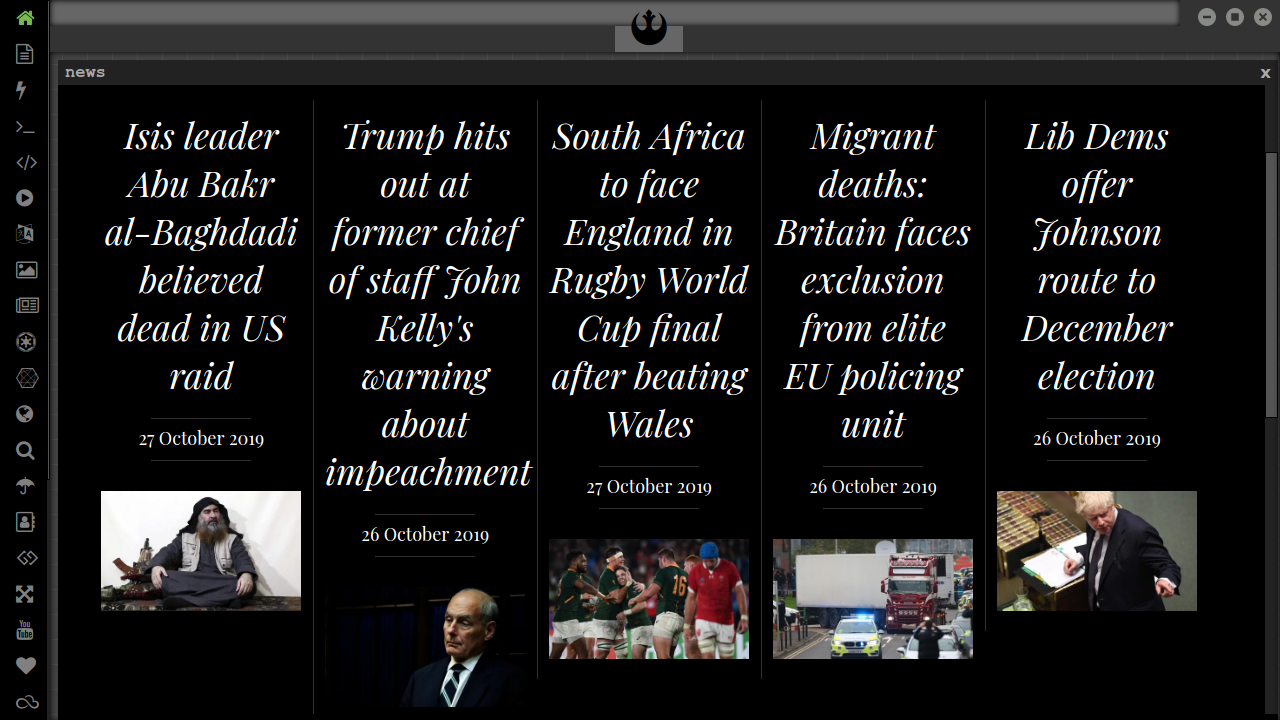 news
x
Isis leader
Abu Bakr
al-Baghdadi
believed
dead in US
raid
27 October 2019
Trump hits
out at
former chief
of staff John
Kelly's
warning
about
impeachment
26 October 2019
South Africa
to face
England in
Rugby World
Cup final
after beating
Wales
27 October 2019
16
Migrant
deaths:
Britain faces
exclusion
from elite
EU policing
unit
26 October 2019
Lib Dems
offer
Johnson
route to
December
election
26 October 2019
You
Tube